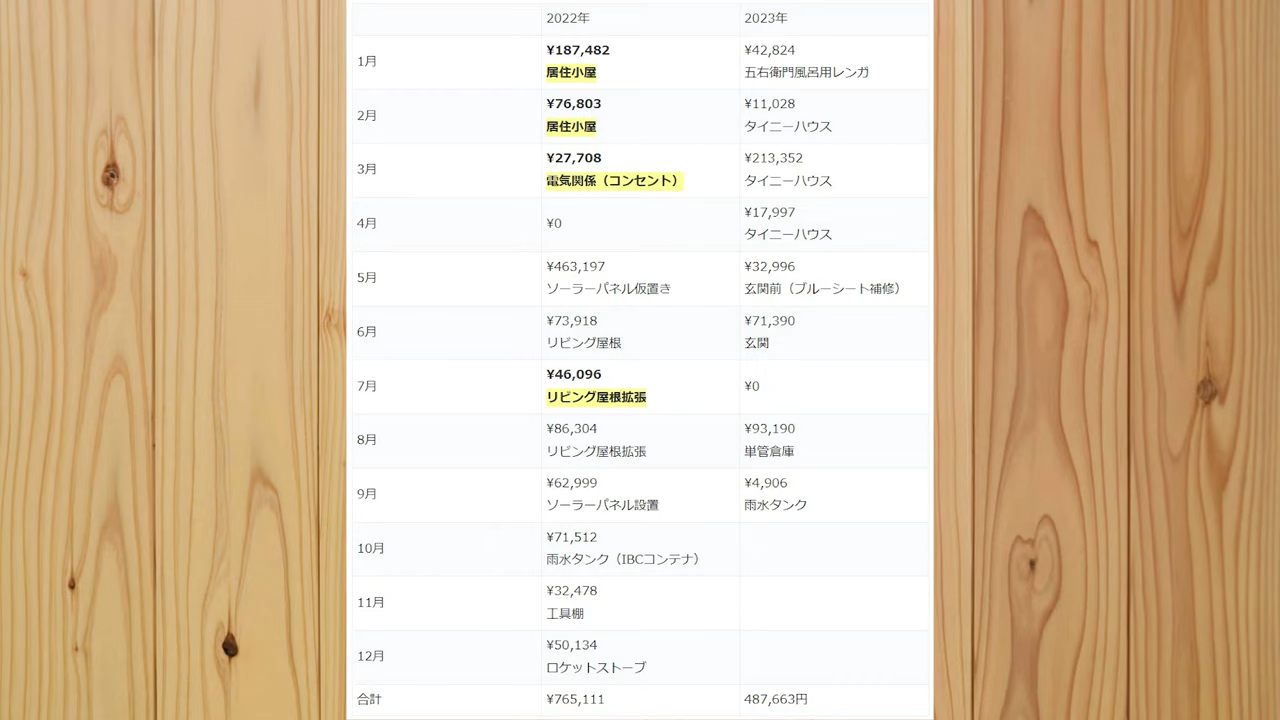 2022年 2023年
1月
¥187,482
居住小屋
¥42,824
五右衛門風呂用レンガ
2月
¥76,803
居住小屋
¥11,028
タイニーハウス
3月
¥27,708
電気関係（コンセント）
¥213,352
タイニーハウス
4月
¥0
¥17,997
タイニーハウス
5月
¥463,197
ソーラーパネル仮置き
¥32,996
玄関前（ブルーシート補修）
6月
¥73,918
リビング屋根
¥71,390
玄関
7月
¥46,096
リビング屋根拡張
¥0
8月
¥86,304
リビング屋根拡張
¥93,190
単管倉庫
9月
¥62,999
ソーラーパネル設置
¥4,906
雨水タンク
10月
¥71,512
雨水タンク（IBCコンテナ）
11月
¥32,478
工具棚
12月
¥50,134
ロケットストーブ
合計
¥765,111
487,663円